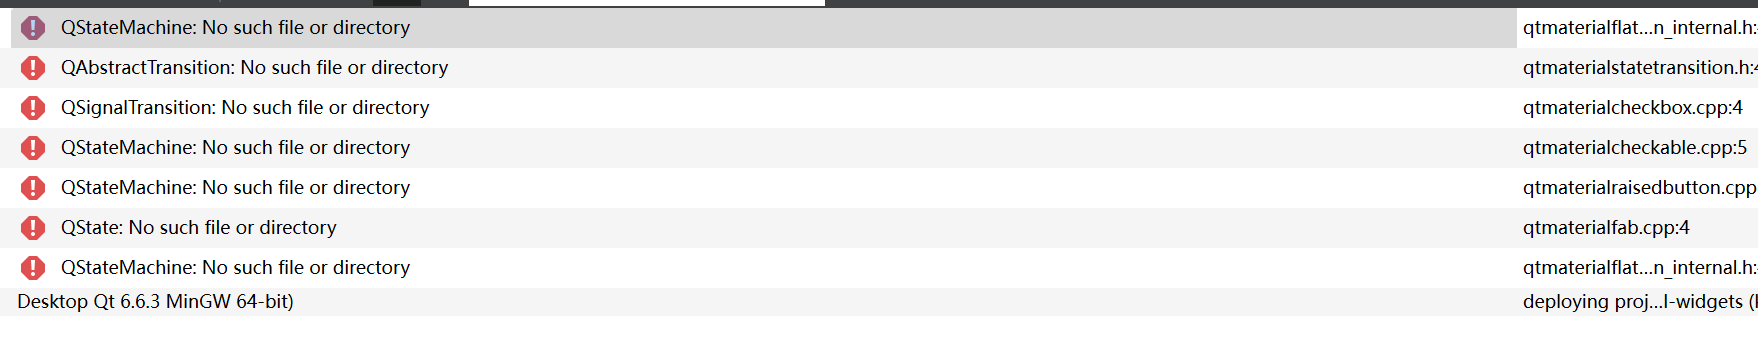 QStateMachine: No such file or directory qtmaterialflat...n_internal.h:
QAbstractTransition: No such file or directory qtmaterialstatetransition.h:4
QSignalTransition: No such file or directory qtmaterialcheckbox.cpp:4
QStateMachine: No such file or directory qtmaterialcheckable.cpp:5
QStateMachine: No such file or directory qtmaterialraisedbutton.cpp
QState: No such file or directory qtmaterialfab.cpp:4
QStateMachine: No such file or directory qtmaterialflat...n_internal.h:
Desktop Qt 6.6.3 MinGW 64-bit) deploying proj...l-widgets (